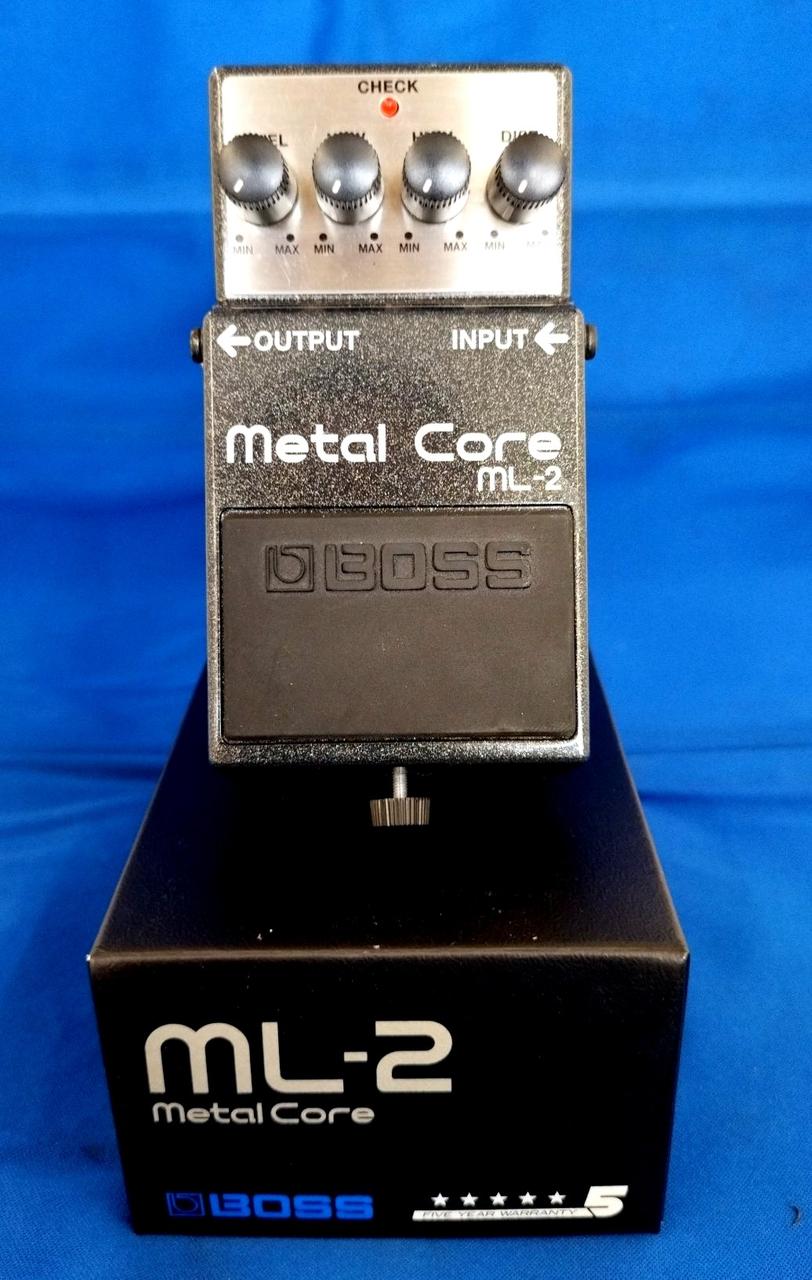 CHECK
MIN MAX MIN MAX MIN MAX MIN
OUTPUT INPUT
Metal Core
ML-2
BOSS
ML-2
Metal Core
BOSS
FIVE YEAR WARRANTY 5